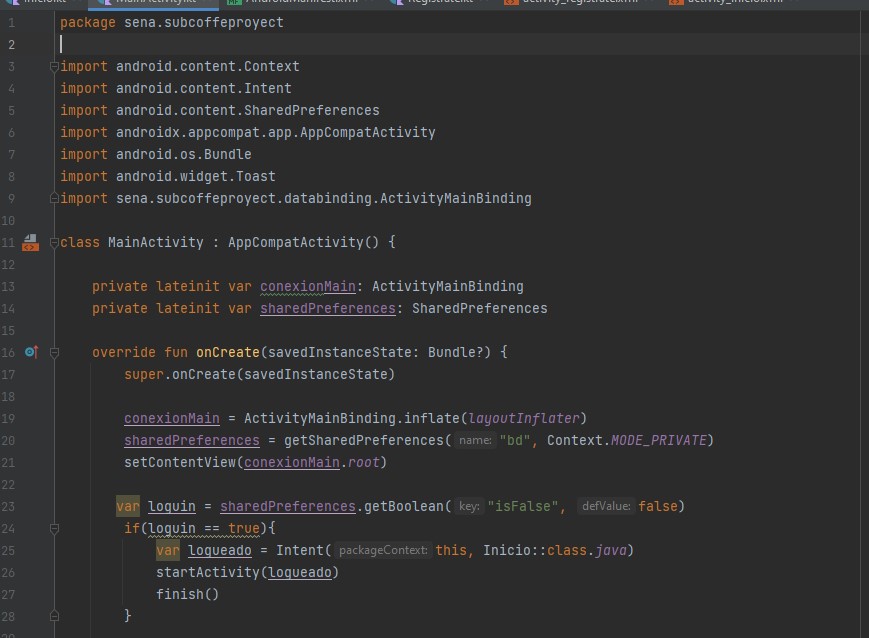 Inicio.kt MainActivity.kt AndroidManifest.xml Registrate.kt activity_registrate.xml activity_inicio.xml
1 package sena.subcoffeproyect
2
3 import android.content.Context
4 import android.content.Intent
5 import android.content.SharedPreferences
6 import androidx.appcompat.app.AppCompatActivity
7 import android.os.Bundle
8 import android.widget.Toast
9 import sena.subcoffeproyect.databinding.ActivityMainBinding
10
11 class MainActivity : AppCompatActivity() {
12
13 private lateinit var conexionMain: ActivityMainBinding
14 private lateinit var sharedPreferences: SharedPreferences
15
16 override fun onCreate(savedInstanceState: Bundle?) {
17 super.onCreate(savedInstanceState)
18
19 conexionMain = ActivityMainBinding.inflate(layoutInflater)
20 sharedPreferences = getSharedPreferences( name: "bd", Context.MODE_PRIVATE)
21 setContentView(conexionMain.root)
22
23 var loguin = sharedPreferences.getBoolean( key: "isFalse", defValue: false)
24 if(loguin == true){
25 var logueado = Intent( packageContext: this, Inicio::class.java)
26 startActivity(logueado)
27 finish()
28 }
29